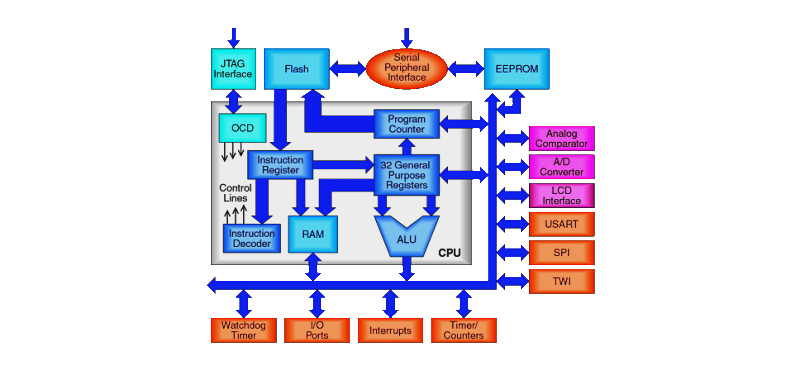 JTAG
Interface
Flash
Serial
Peripheral
Interface
EEPROM
OCD
Program
Counter
Analog
Comparator
Instruction
Register
32 General
Purpose
Registers
A/D
Converter
Control
Lines
LCD
Interface
Instruction
Decoder
RAM
ALU
CPU
USART
SPI
TWI
Watchdog
Timer
I/O
Ports
Interrupts
Timer/
Counters